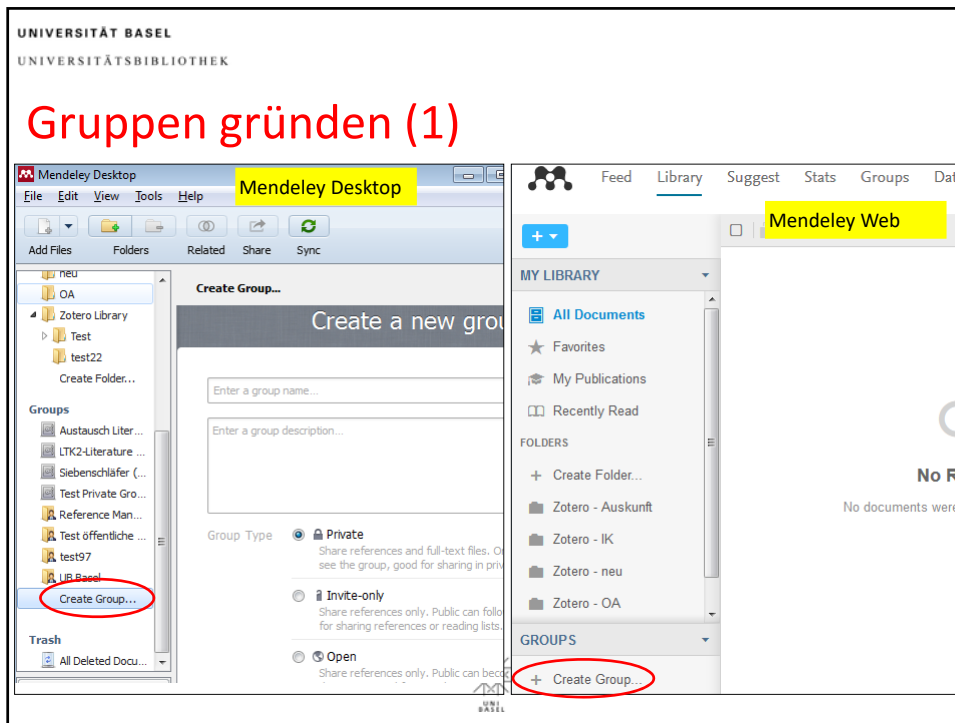 UNIVERSITÄT BASEL
UNIVERSITÄTSBIBLIOTHEK
Gruppen gründen (1)
Mendeley Desktop
Mendeley Desktop
File Edit View Tools Help
Add Files Folders Related Share Sync
neu
OA
Zotero Library
Test
test22
Create Folder...
Groups
Austausch Liter...
LTK2-Literature ...
Siebenschläfer (...
Test Private Gro...
Reference Man...
Test öffentliche ...
test97
UB Basel
Create Group...
Trash
All Deleted Docu...
Create Group...
Create a new grou
Enter a group name...
Enter a group description...
Group Type
Private
Share references and full-text files. On
see the group, good for sharing in priv
Invite-only
Share references only. Public can follo
for sharing references or reading lists.
Open
Share references only. Public can beco
Feed Library Suggest Stats Groups Dat
Mendeley Web
MY LIBRARY
All Documents
Favorites
My Publications
Recently Read
FOLDERS
+ Create Folder...
Zotero - Auskunft
Zotero - IK
Zotero - neu
Zotero - OA
GROUPS
+ Create Group...
No R
No documents were
UNI
BASEL